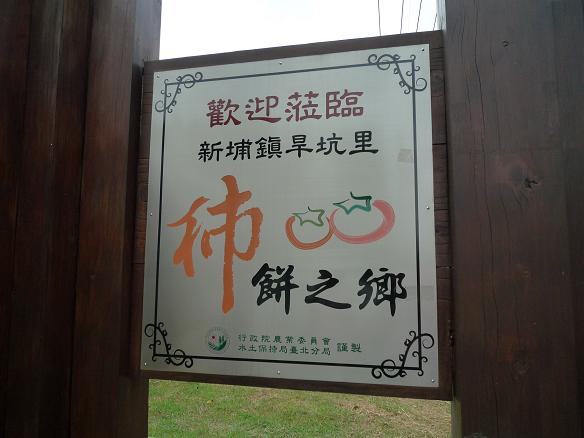 歡迎蒞臨
新埔鎮旱坑里
柿餅之鄉
行政院農業委員會
水土保持局臺北分局 謹製